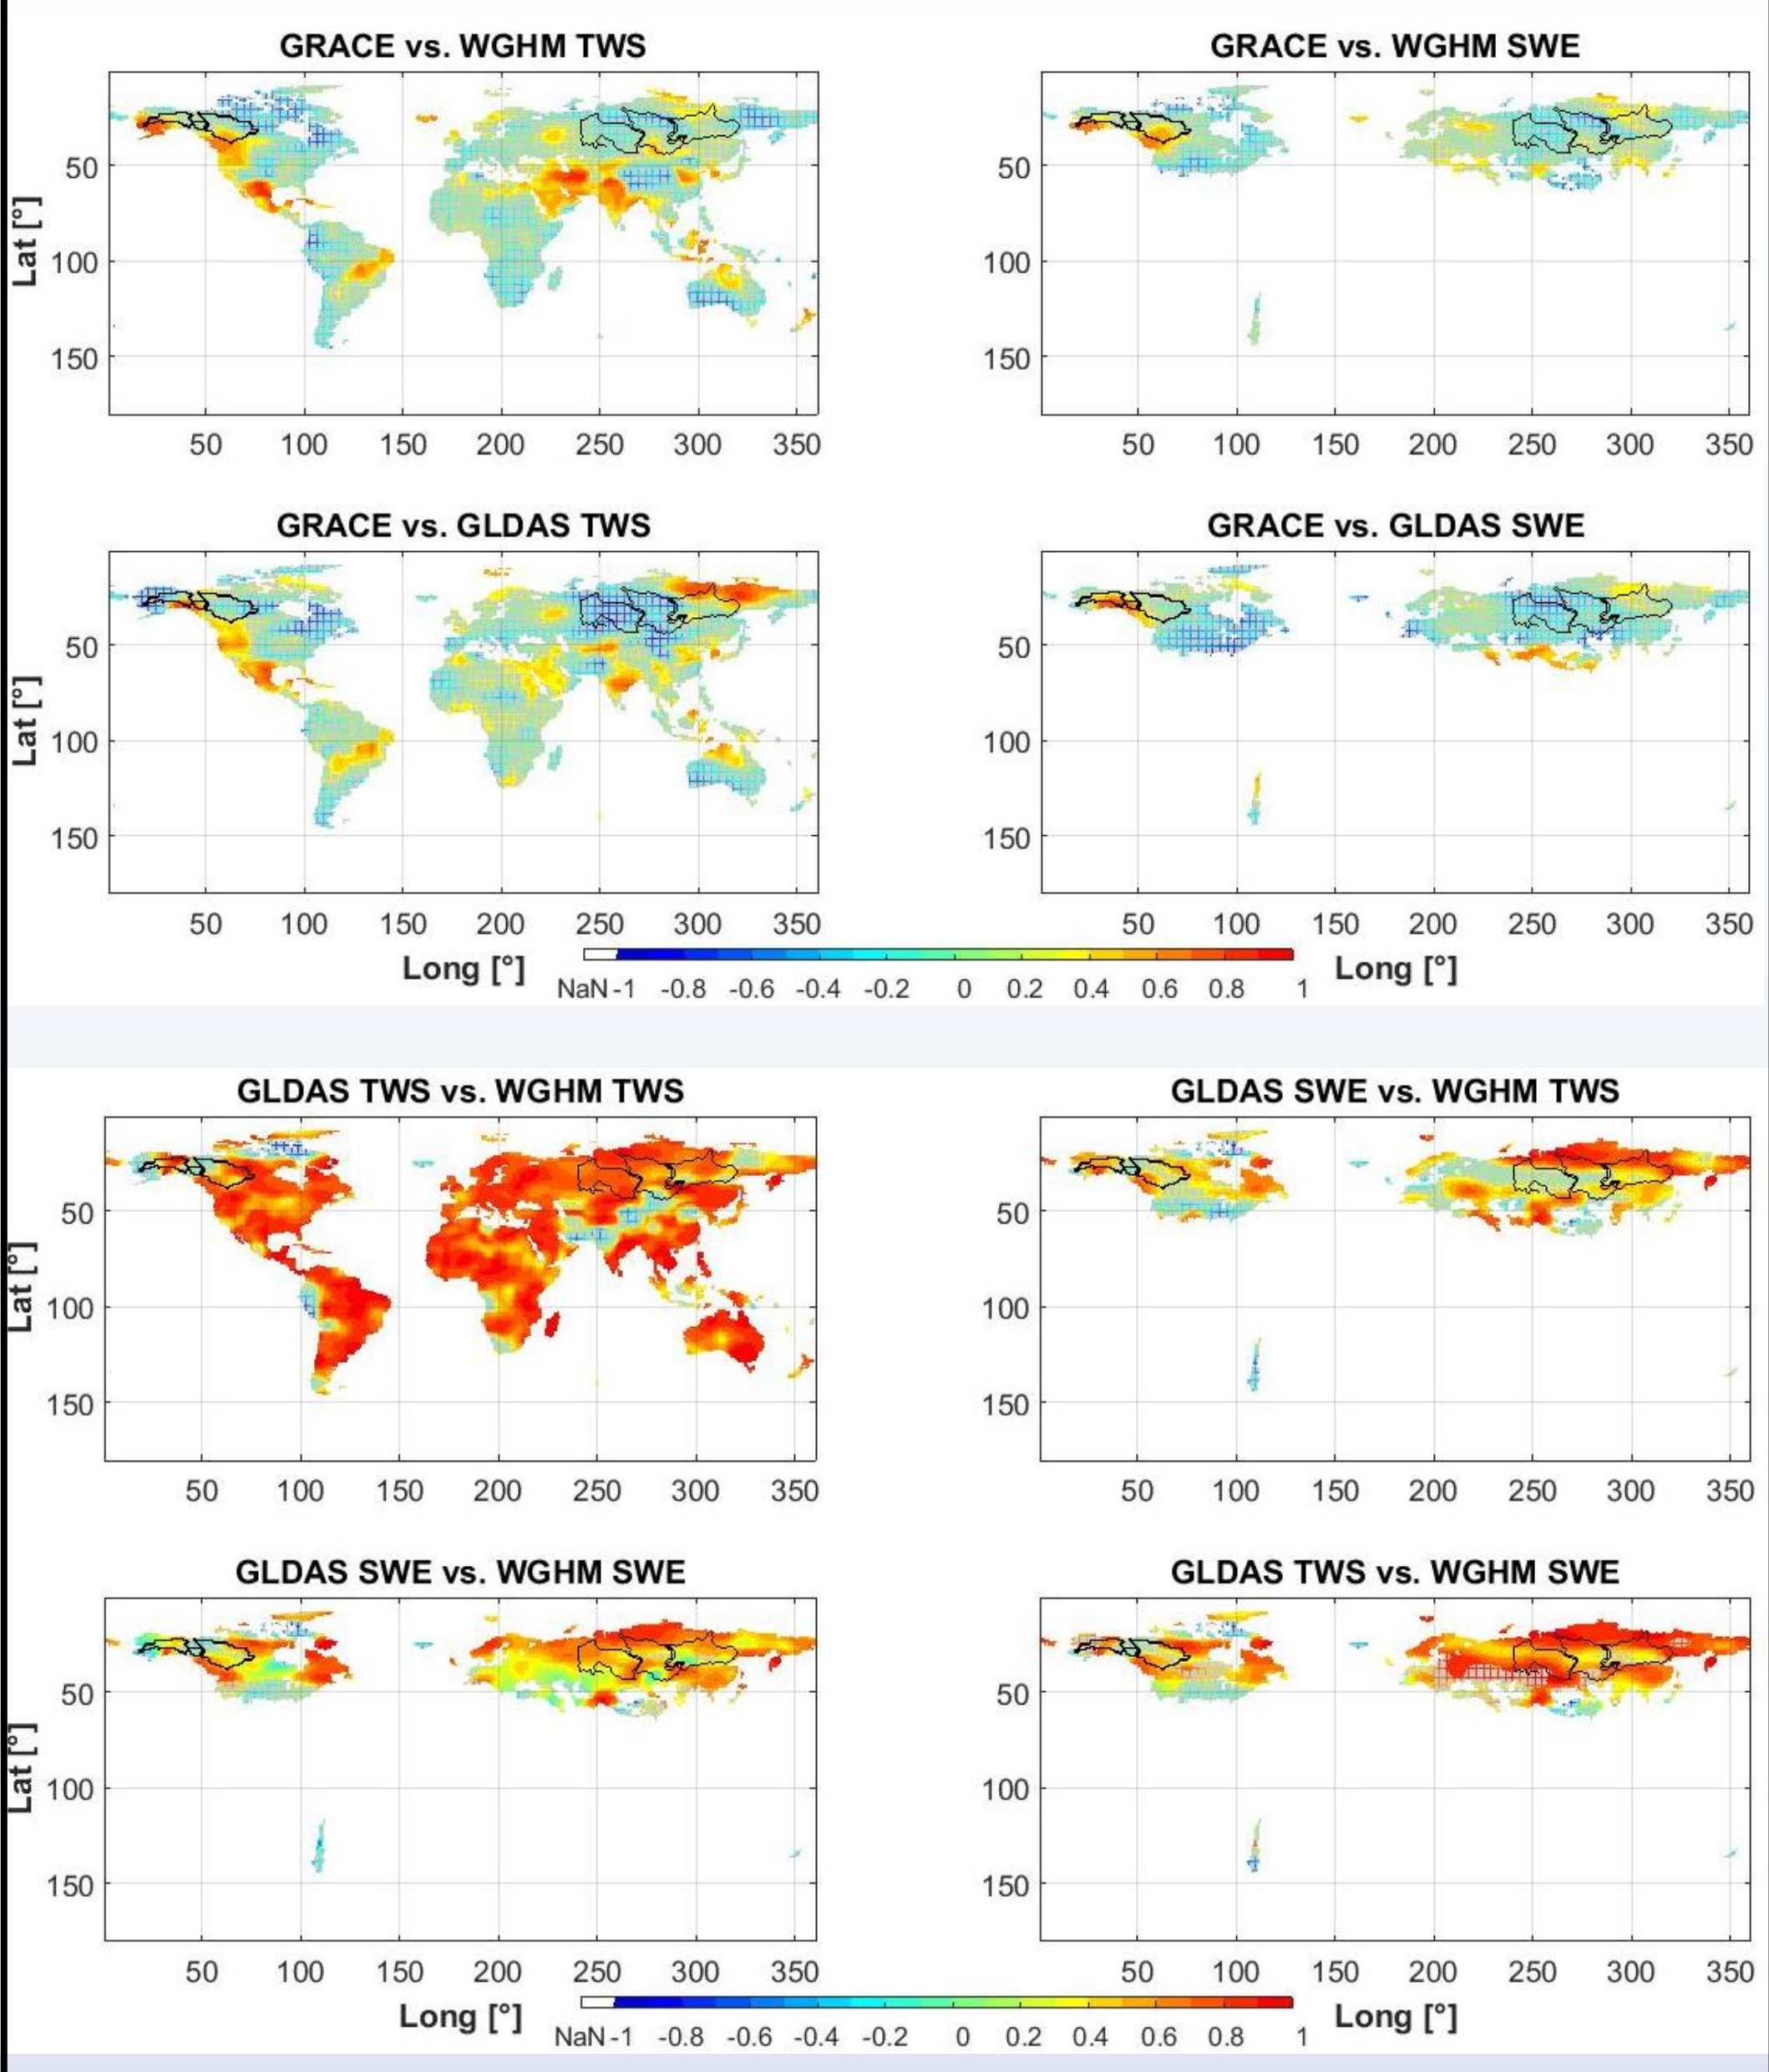 GRACE vs. WGHM TWS
GRACE vs. WGHM SWE
Lat [°]
50
100
150
50
100
150
50 100 150 200 250 300 350
50 100 150 200 250 300 350
GRACE vs. GLDAS TWS
GRACE vs. GLDAS SWE
Lat [°]
50
100
150
50
100
150
50 100 150 200 250 300 350
50 100 150 200 250 300 350
Long [°]
NaN -1 -0.8 -0.6 -0.4 -0.2 0 0.2 0.4 0.6 0.8 1
Long [°]
GLDAS TWS vs. WGHM TWS
GLDAS SWE vs. WGHM TWS
Lat [°]
50
100
150
50
100
150
50 100 150 200 250 300 350
50 100 150 200 250 300 350
GLDAS SWE vs. WGHM SWE
GLDAS TWS vs. WGHM SWE
Lat [°]
50
100
150
50
100
150
50 100 150 200 250 300 350
50 100 150 200 250 300 350
Long [°]
NaN -1 -0.8 -0.6 -0.4 -0.2 0 0.2 0.4 0.6 0.8 1
Long [°]